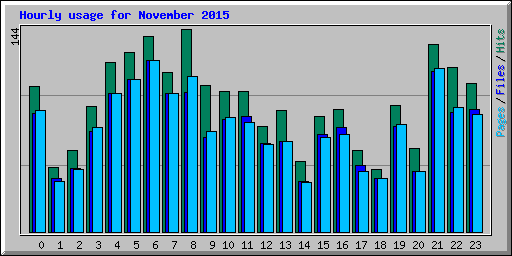 Hourly usage for November 2015
144
Pages / Files / Hits
0 1 2 3 4 5 6 7 8 9 10 11 12 13 14 15 16 17 18 19 20 21 22 23